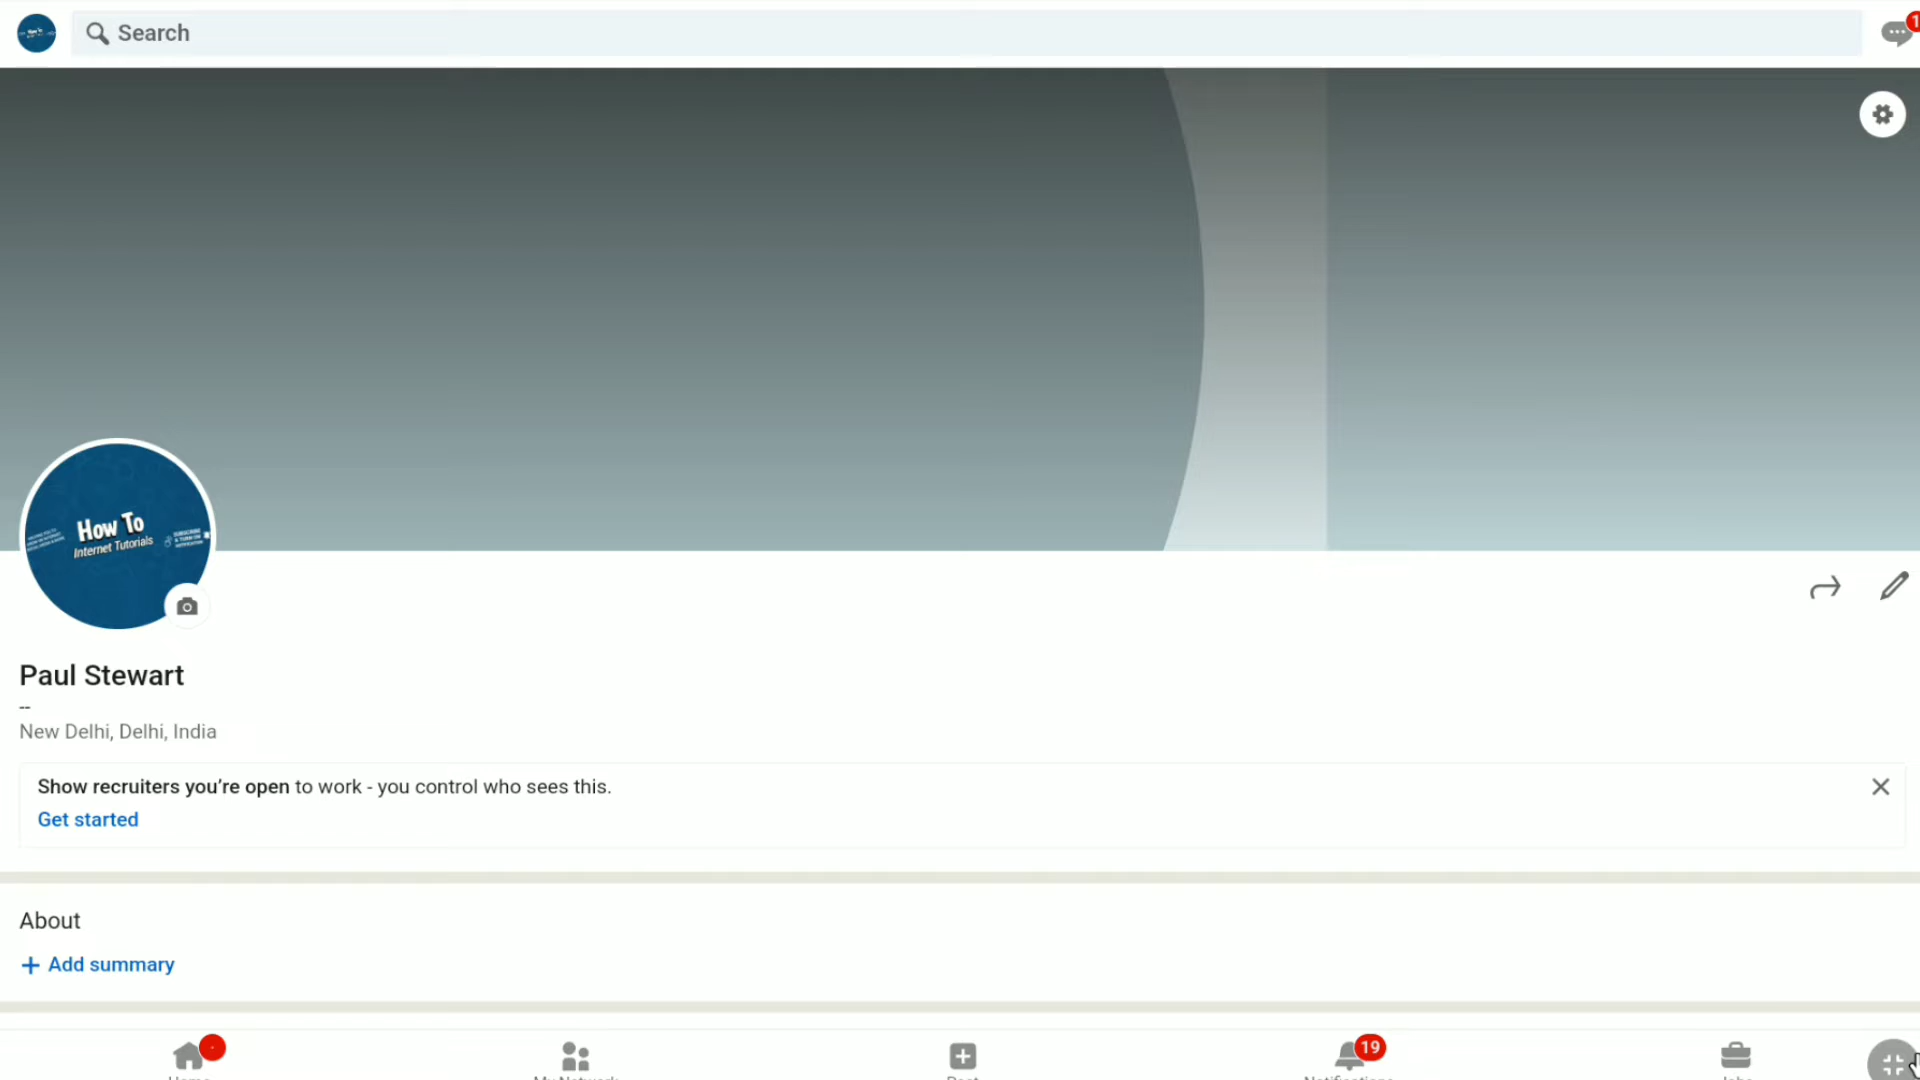 Search
1
How To
Internet Tutorials
Paul Stewart
--
New Delhi, Delhi, India
Show recruiters you’re open to work - you control who sees this.
Get started
About
+ Add summary
19